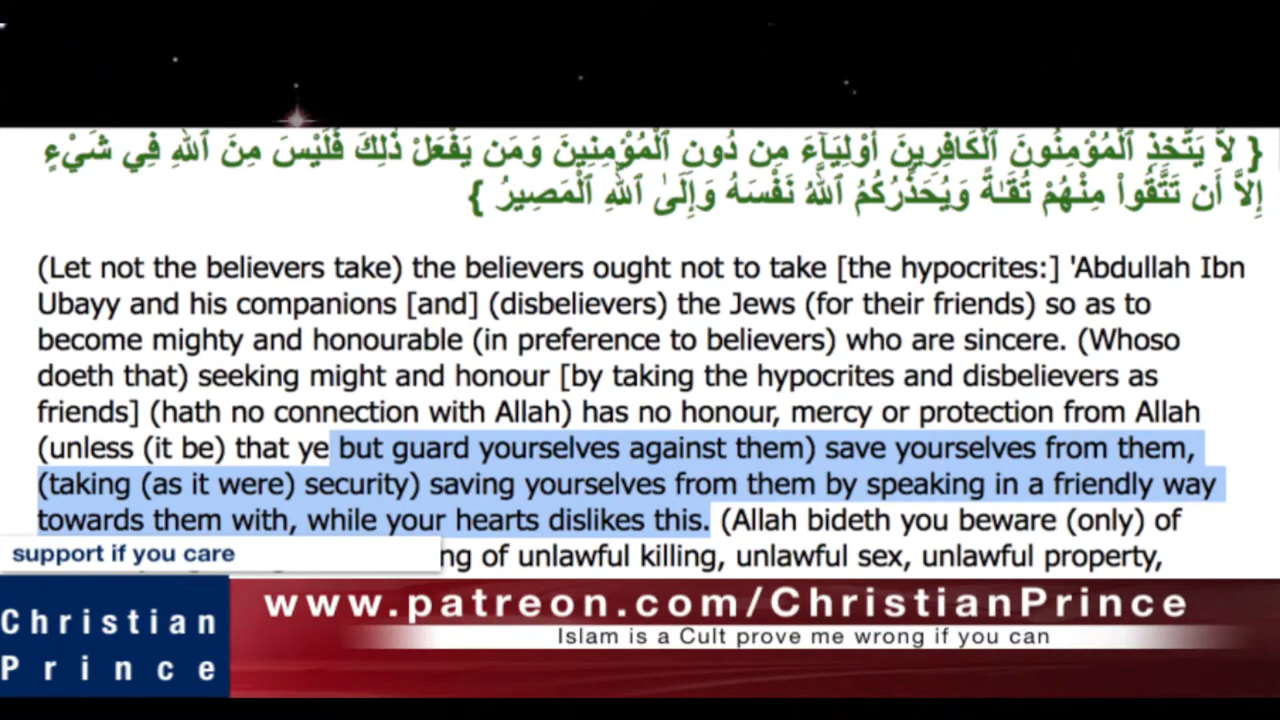 { لاَّ يَتَّخِذِ ٱلْمُؤْمِنُونَ ٱلْكَافِرِينَ أَوْلِيَآءَ مِن دُونِ ٱلْمُؤْمِنِينَ وَمَن يَفْعَلْ ذٰلِكَ فَلَيْسَ مِنَ ٱللَّهِ فِي شَيْءٍ
إِلاَّ أَن تَتَّقُواْ مِنْهُمْ تُقَـٰةً وَيُحَذِّرُكُمُ ٱللَّهُ نَفْسَهُ وَإِلَىٰ ٱللَّهِ ٱلْمَصِيرُ }
(Let not the believers take) the believers ought not to take [the hypocrites:] 'Abdullah Ibn
Ubayy and his companions [and] (disbelievers) the Jews (for their friends) so as to
become mighty and honourable (in preference to believers) who are sincere. (Whoso
doeth that) seeking might and honour [by taking the hypocrites and disbelievers as
friends] (hath no connection with Allah) has no honour, mercy or protection from Allah
(unless (it be) that ye but guard yourselves against them) save yourselves from them,
(taking (as it were) security) saving yourselves from them by speaking in a friendly way
towards them with, while your hearts dislikes this. (Allah bideth you beware (only) of
ng of unlawful killing, unlawful sex, unlawful property,
support if you care
Christian
Prince
www.patreon.com/ChristianPrince
Islam is a Cult prove me wrong if you can